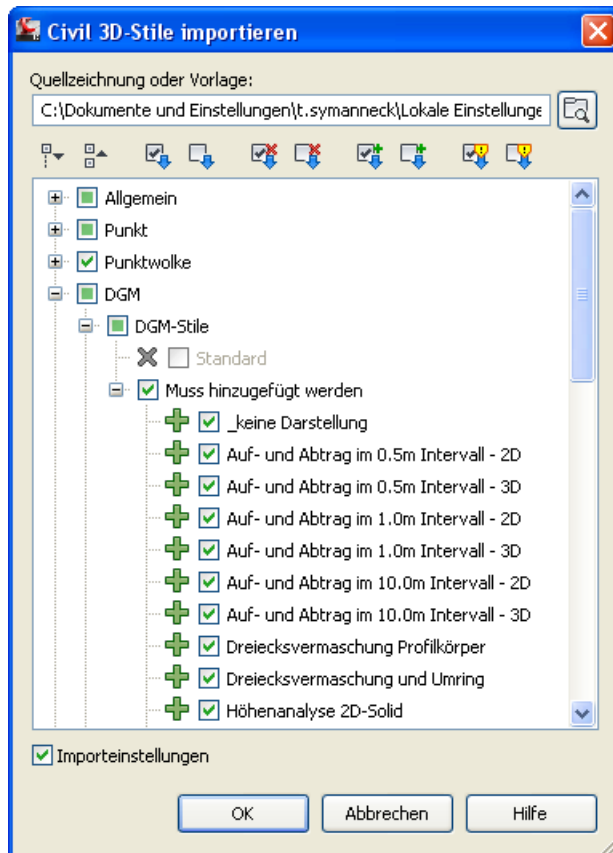 Civil 3D-Stile importieren
Quellzeichnung oder Vorlage:
C:\Dokumente und Einstellungen\t.symanneck\Lokale Einstellunge
Allgemein
Punkt
Punktwolke
DGM
DGM-Stile
Standard
Muss hinzugefügt werden
_keine Darstellung
Auf- und Abtrag im 0.5m Intervall - 2D
Auf- und Abtrag im 0.5m Intervall - 3D
Auf- und Abtrag im 1.0m Intervall - 2D
Auf- und Abtrag im 1.0m Intervall - 3D
Auf- und Abtrag im 10.0m Intervall - 2D
Auf- und Abtrag im 10.0m Intervall - 3D
Dreiecksvermaschung Profilkörper
Dreiecksvermaschung und Umring
Höhenanalyse 2D-Solid
Importeinstellungen
OK Abbrechen Hilfe